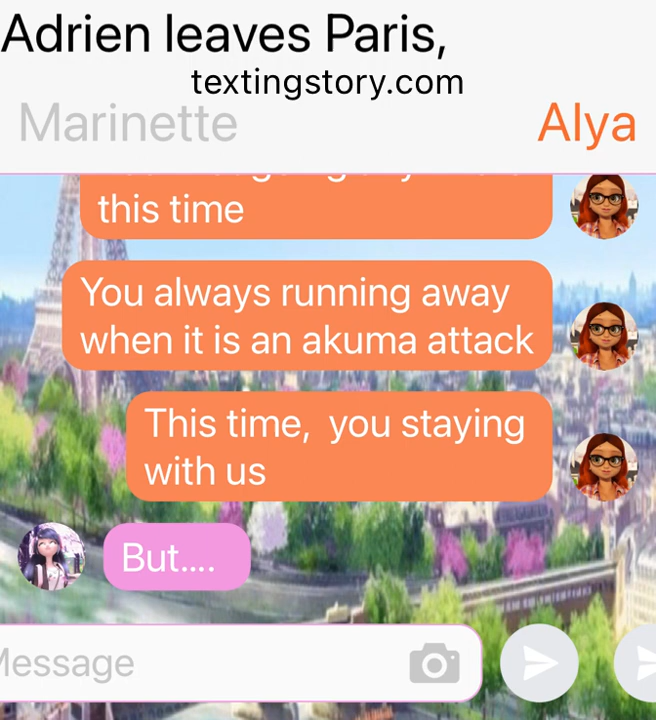 Adrien leaves Paris,
textingstory.com
Marinette
Alya
this time
You always running away
when it is an akuma attack
This time,  you staying
with us
But....
Message